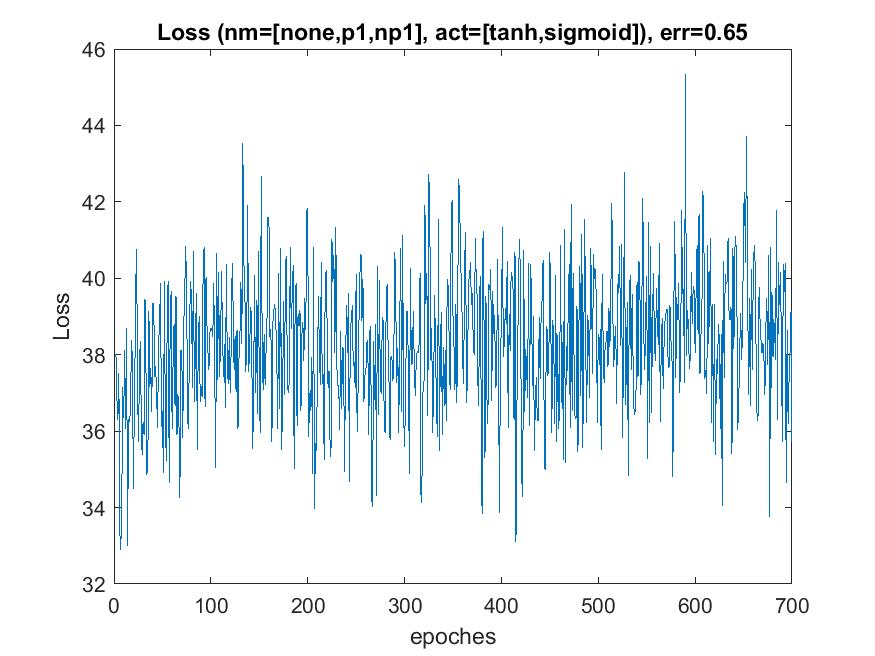 Loss (nm=[none,p1,np1], act=[tanh,sigmoid]), err=0.65
46
44
42
40
38
36
34
32
Loss
0 100 200 300 400 500 600 700
epoches